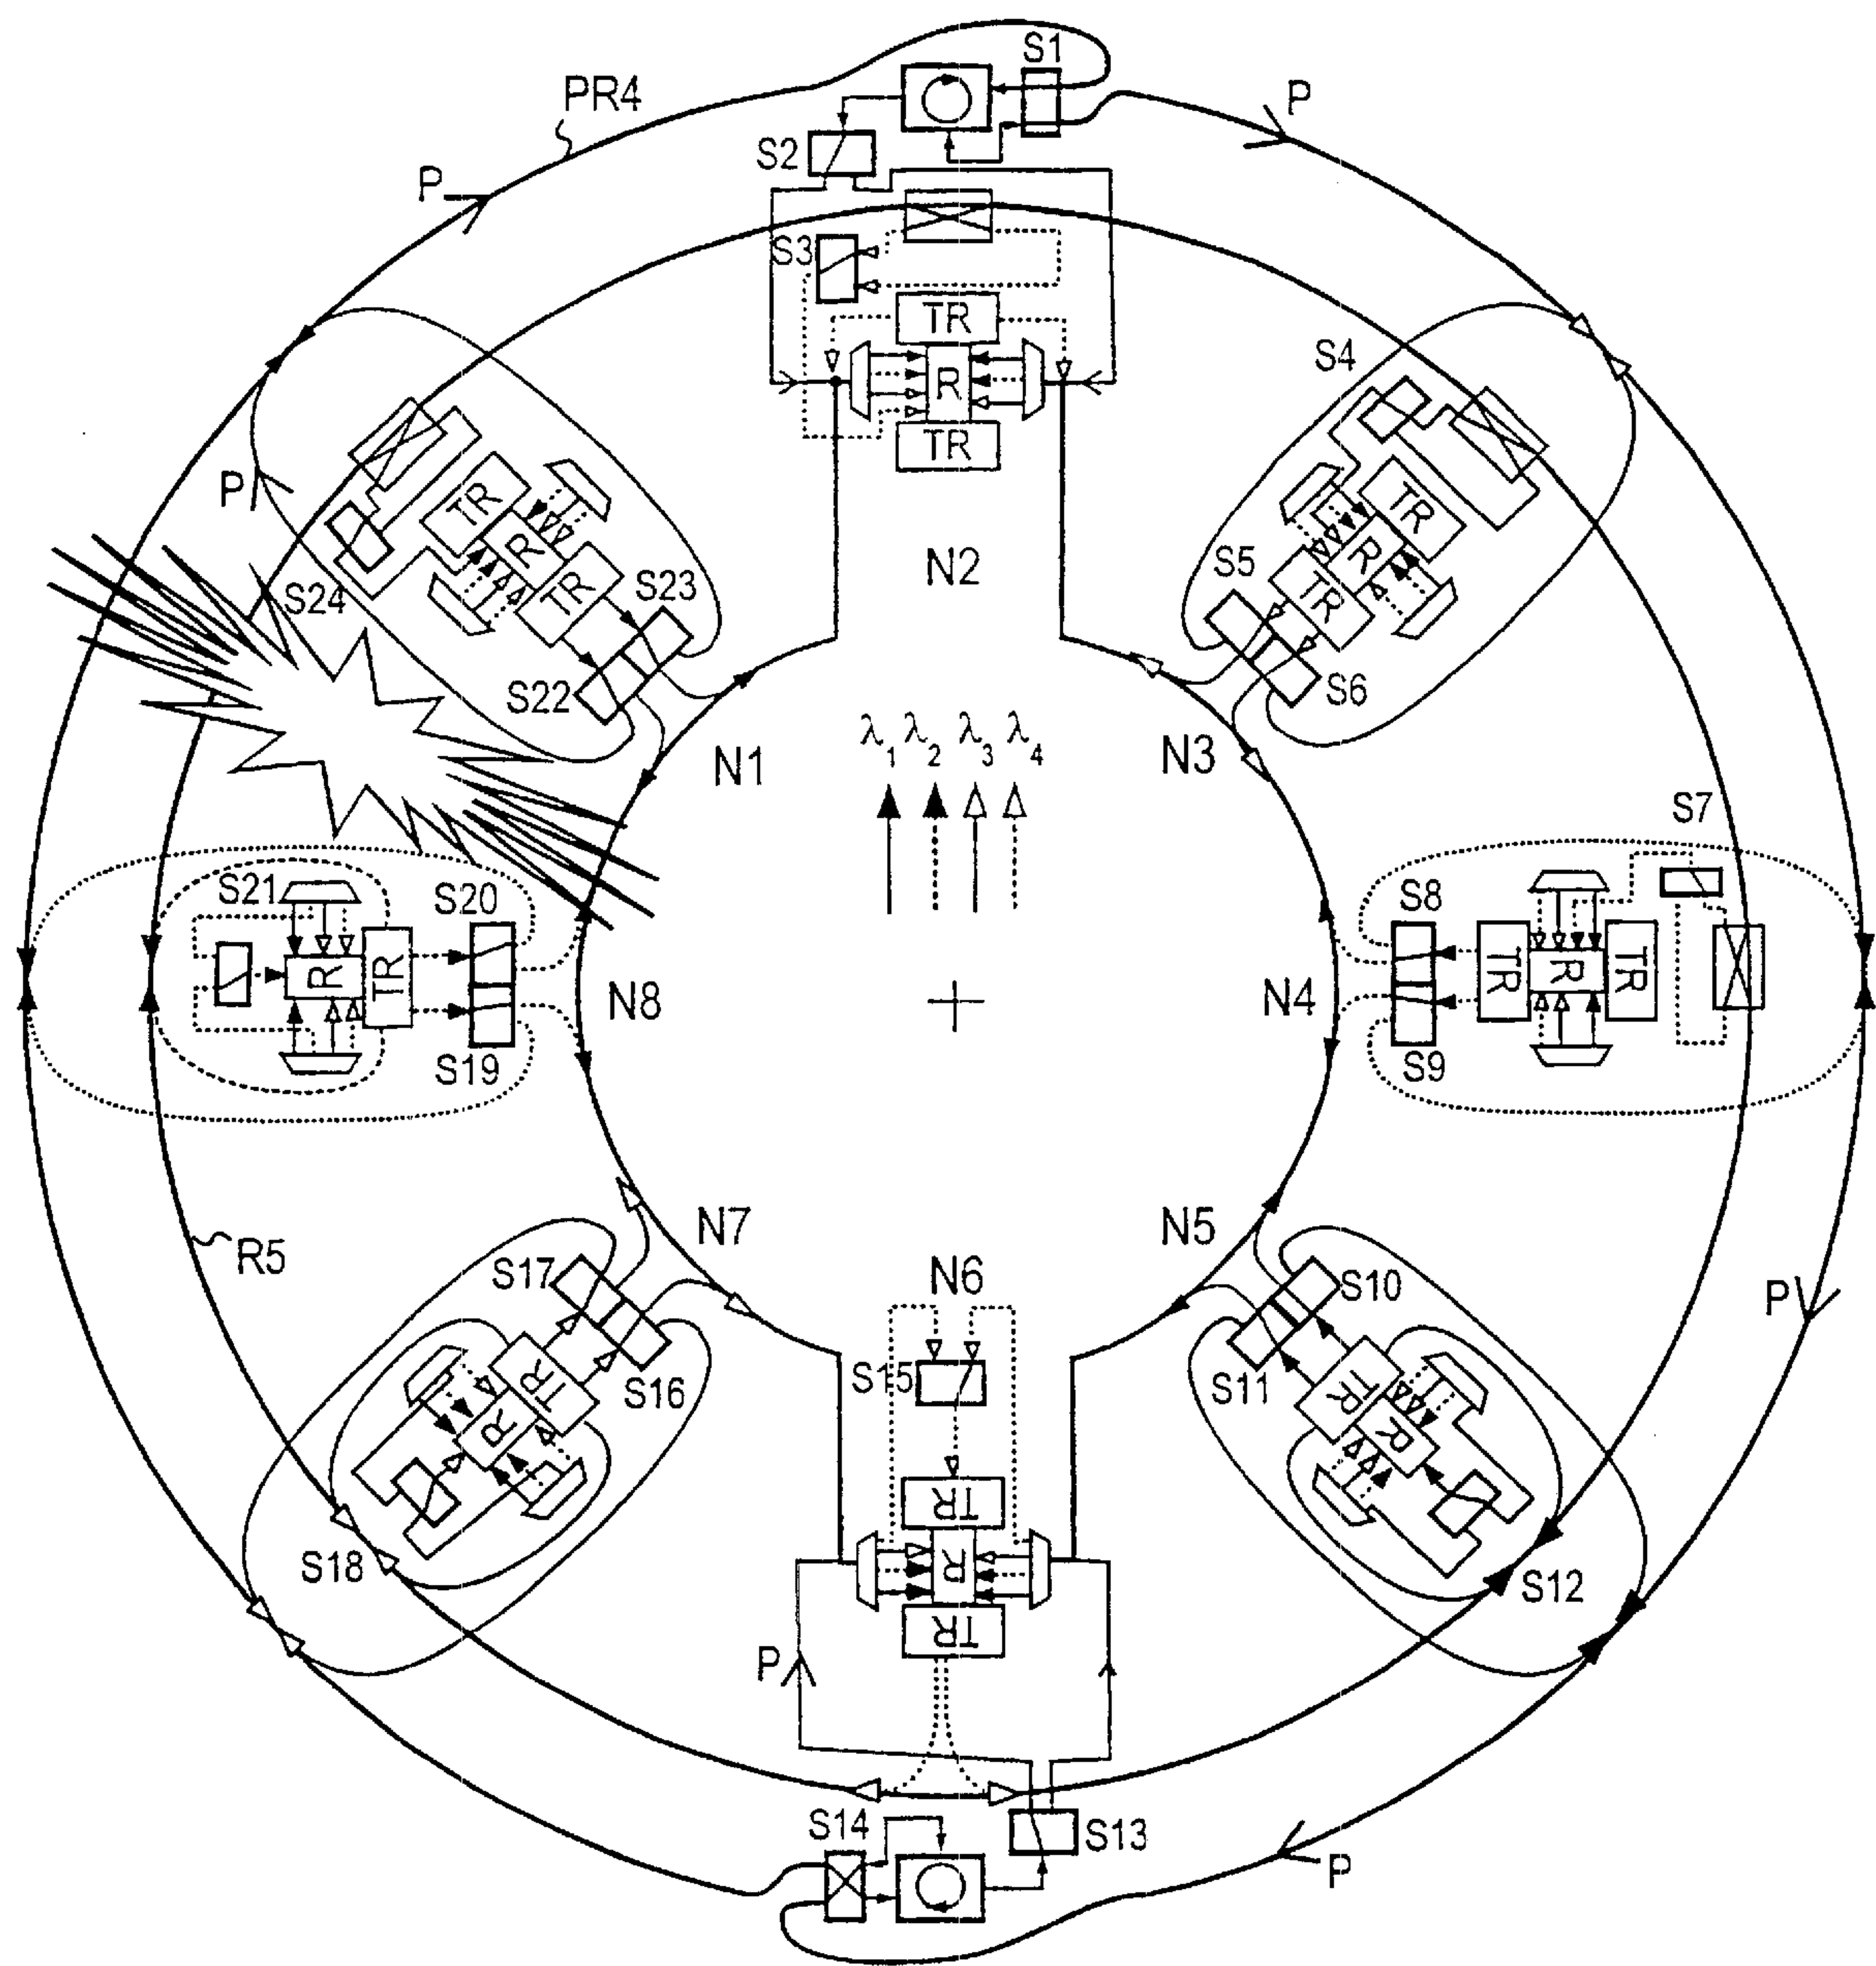 S1
PR4
P
P
S2
S3
TR
R
TR
S4
TR
R
TR
S5
S6
P
TR
R
TR
S24
S23
S22
N2
N1
N3
λ1 λ2 λ3 λ4
S7
S21
S20
R
TR
S19
N8
N4
S8
TR
R
TR
S9
R5
N7
N5
N6
S17
S16
TR
R
S18
S15
TR
R
TR
P
S10
S11
TR
R
S12
P
S14
S13
P